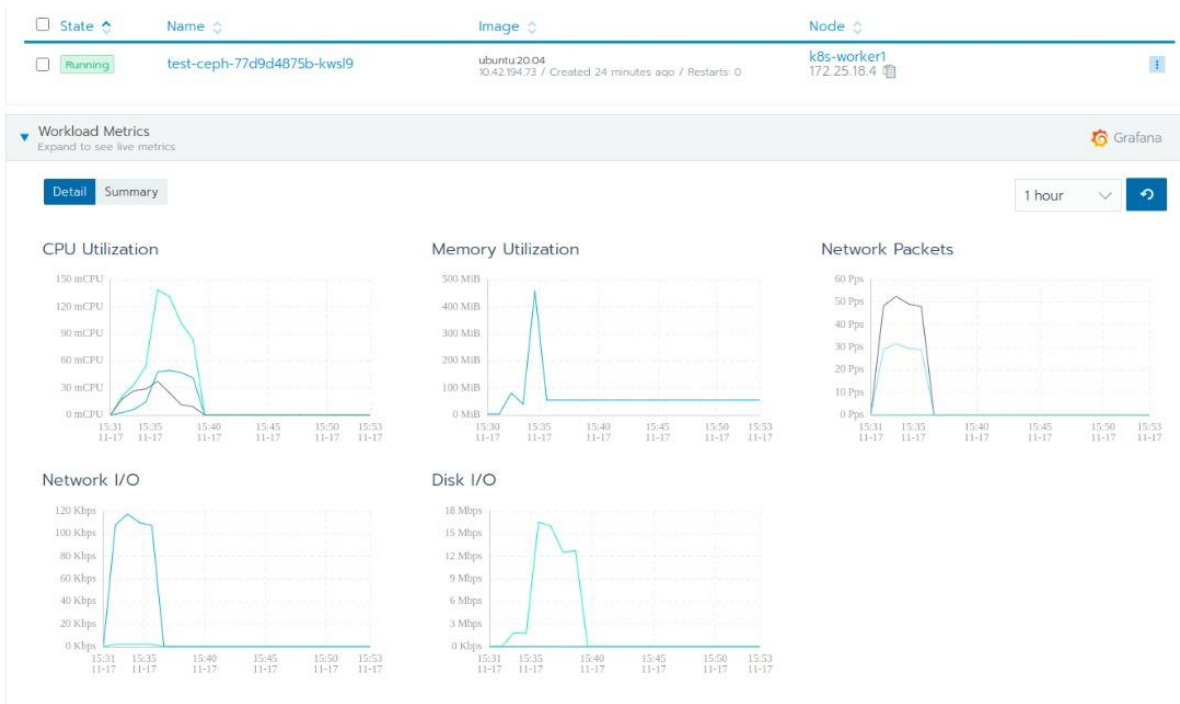 State Name Image Node
Running test-ceph-77d9d4875b-kwsl9 ubuntu:20.04 k8s-worker1
10.42.194.73 / Created 24 minutes ago / Restarts: 0 172.25.18.4
Workload Metrics
Expand to see live metrics
Grafana
Detail Summary
1 hour
CPU Utilization
150 mCPU
120 mCPU
90 mCPU
60 mCPU
30 mCPU
0 mCPU
15:31 15:35 15:40 15:45 15:50 15:53
11-17 11-17 11-17 11-17 11-17 11-17
Memory Utilization
500 MiB
400 MiB
300 MiB
200 MiB
100 MiB
0 MiB
15:30 15:35 15:40 15:45 15:50 15:53
11-17 11-17 11-17 11-17 11-17 11-17
Network Packets
60 Pps
50 Pps
40 Pps
30 Pps
20 Pps
10 Pps
0 Pps
15:31 15:35 15:40 15:45 15:50 15:53
11-17 11-17 11-17 11-17 11-17 11-17
Network I/O
120 Kbps
100 Kbps
80 Kbps
60 Kbps
40 Kbps
20 Kbps
0 Kbps
15:31 15:35 15:40 15:45 15:50 15:53
11-17 11-17 11-17 11-17 11-17 11-17
Disk I/O
18 Mbps
15 Mbps
12 Mbps
9 Mbps
6 Mbps
3 Mbps
0 Kbps
15:31 15:35 15:40 15:45 15:50 15:53
11-17 11-17 11-17 11-17 11-17 11-17